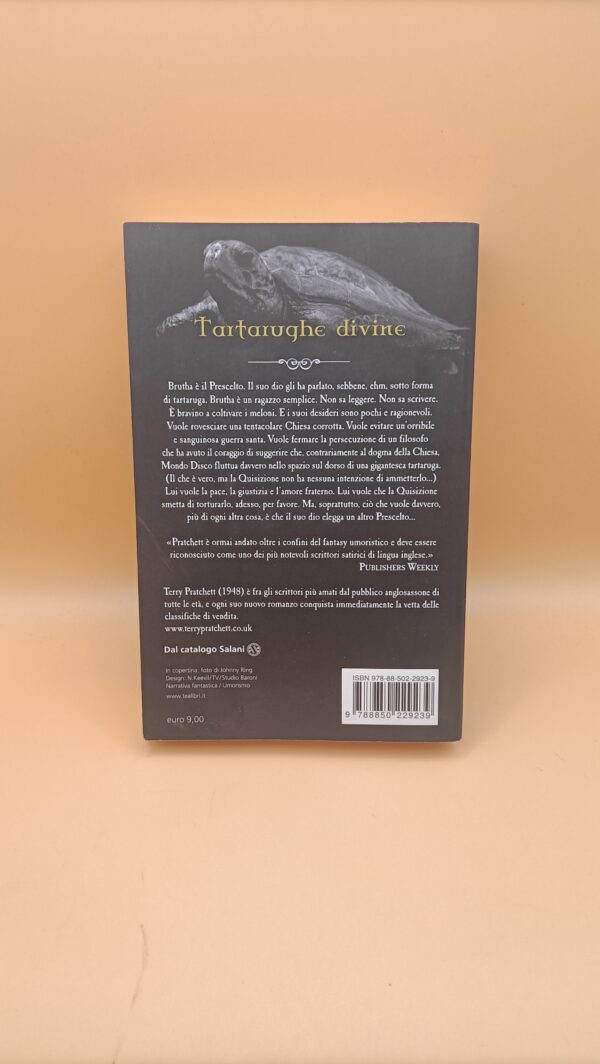 Tartarughe divine
Brutha è il Prescelto. Il suo dio gli ha parlato, sebbene, ehm, sotto forma
di tartaruga. Brutha è un ragazzo semplice. Non sa leggere. Non sa scrivere.
È bravino a coltivare i meloni. E i suoi desideri sono pochi e ragionevoli.
Vuole rovesciare una tentacolare Chiesa corrotta. Vuole evitare un'orribile
e sanguinosa guerra santa. Vuole fermare la persecuzione di un filosofo
che ha avuto il coraggio di suggerire che, contrariamente al dogma della Chiesa,
Mondo Disco fluttua davvero nello spazio sul dorso di una gigantesca tartaruga.
(Il che è vero, ma la Quisizione non ha nessuna intenzione di ammetterlo...)
Lui vuole la pace, la giustizia e l'amore fraterno. Lui vuole che la Quisizione
smetta di torturarlo, adesso, per favore. Ma, soprattutto, ciò che vuole davvero,
più di ogni altra cosa, è che il suo dio elegga un altro Prescelto...
«Pratchett è ormai andato oltre i confini del fantasy umoristico e deve essere
riconosciuto come uno dei più notevoli scrittori satirici di lingua inglese.»
PUBLISHERS WEEKLY
Terry Pratchett (1948) è fra gli scrittori più amati dal pubblico anglosassone di
tutte le età, e ogni suo nuovo romanzo conquista immediatamente la vetta delle
classifiche di vendita.
www.terrypratchett.co.uk
Dal catalogo Salani
In copertina: foto di Johnny Ring
Design: N.Keevil/TV/Studio Baroni
Narrativa fantastica / Umorismo
www.tealibri.it
euro 9,00
ISBN 978-88-502-2923-9
9 788850 229239